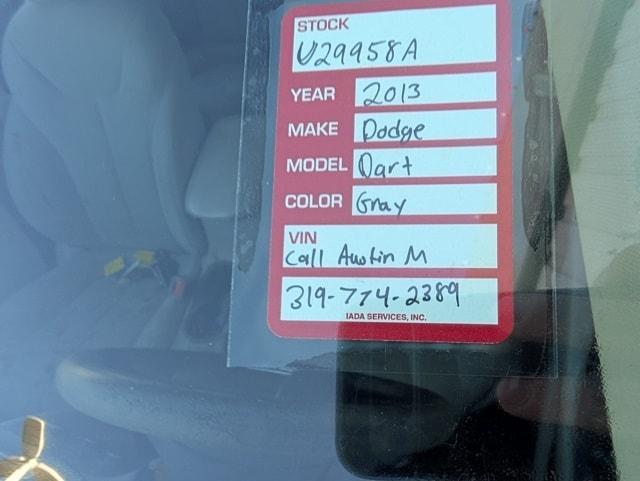 STOCK
U29958A
YEAR 2013
MAKE Dodge
MODEL Dart
COLOR Gray
VIN
Call Austin M
319-774-2389
IADA SERVICES, INC.